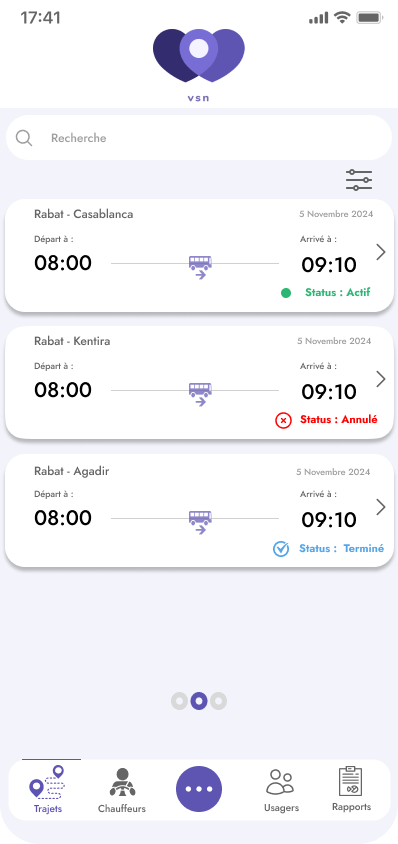 17:41
vsn
Recherche
Rabat - Casablanca
5 Novembre 2024
Départ à :
Arrivé à :
08:00
09:10
Status : Actif
Rabat - Kentira
5 Novembre 2024
Départ à :
Arrivé à :
08:00
09:10
Status : Annulé
Rabat - Agadir
5 Novembre 2024
Départ à :
Arrivé à :
08:00
09:10
Status : Terminé
Trajets
Chauffeurs
Usagers
Rapports